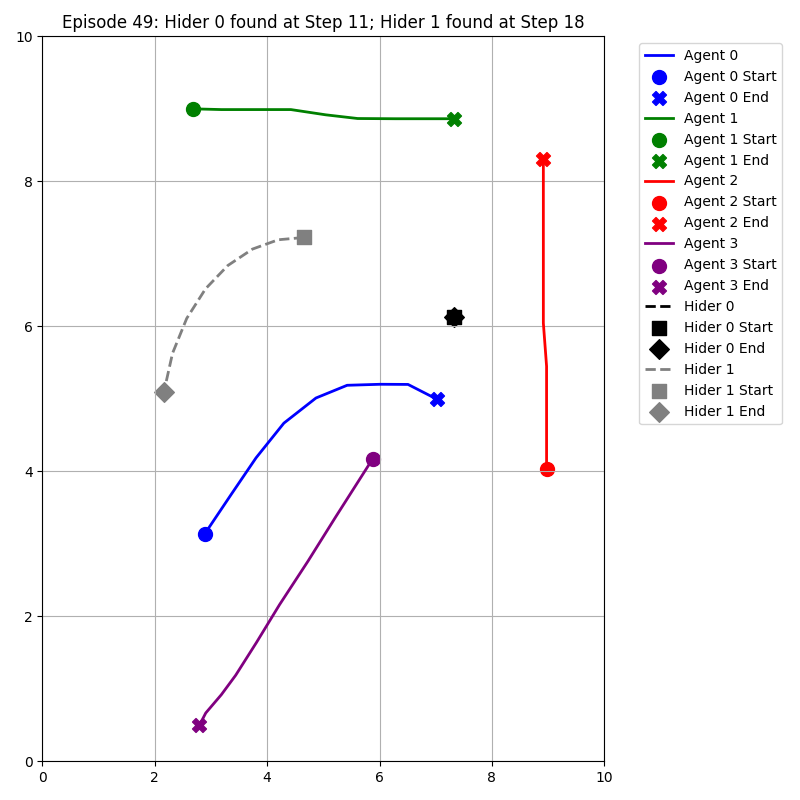 Episode 49: Hider 0 found at Step 11; Hider 1 found at Step 18
10
8
6
4
2
0
0 2 4 6 8 10
Agent 0
Agent 0 Start
Agent 0 End
Agent 1
Agent 1 Start
Agent 1 End
Agent 2
Agent 2 Start
Agent 2 End
Agent 3
Agent 3 Start
Agent 3 End
Hider 0
Hider 0 Start
Hider 0 End
Hider 1
Hider 1 Start
Hider 1 End